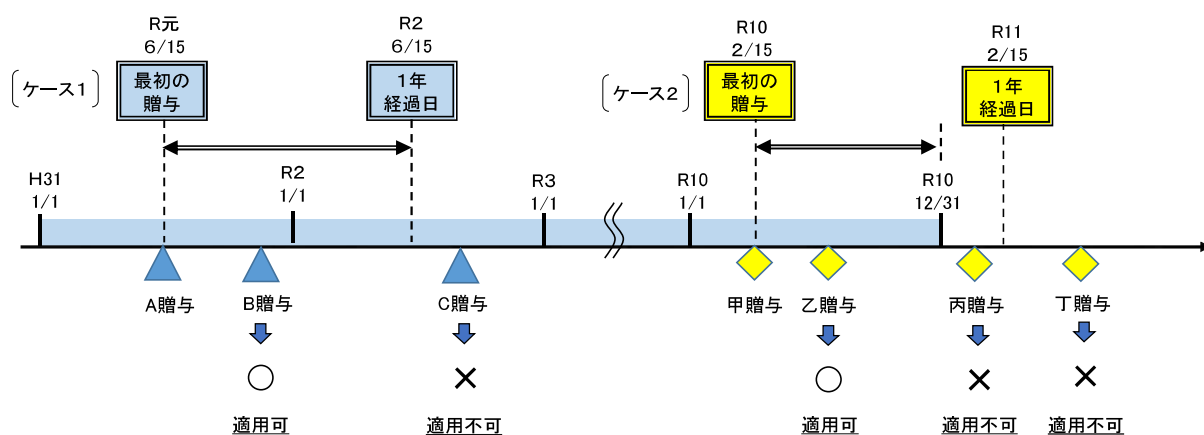 〔ケース1〕
R元
6/15
最初の
贈与
R2
6/15
1年
経過日
〔ケース2〕
R10
2/15
最初の
贈与
R11
2/15
1年
経過日
H31
1/1
R2
1/1
R3
1/1
R10
1/1
R10
12/31
A贈与
B贈与
C贈与
甲贈与
乙贈与
丙贈与
丁贈与
○
×
○
×
×
適用可
適用不可
適用可
適用不可
適用不可